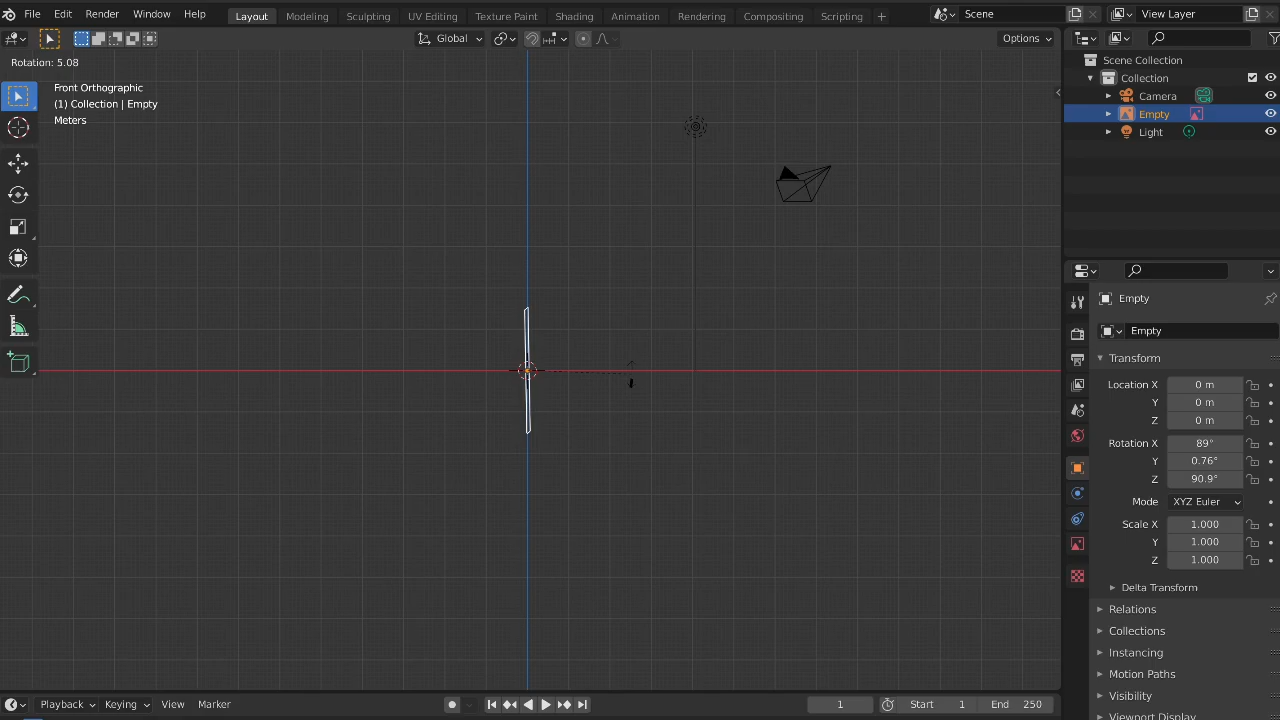 File Edit Render Window Help Layout Modeling Sculpting UV Editing Texture Paint Shading Animation Rendering Compositing Scripting + Scene View Layer
Global Options
Rotation: 5.08
Front Orthographic
(1) Collection | Empty
Meters
Scene Collection
Collection
Camera
Empty
Light
Empty
Empty
Transform
Location X 0 m
Y 0 m
Z 0 m
Rotation X 89°
Y 0.76°
Z 90.9°
Mode XYZ Euler
Scale X 1.000
Y 1.000
Z 1.000
Delta Transform
Relations
Collections
Instancing
Motion Paths
Visibility
Viewport Display
Playback Keying View Marker 1 Start 1 End 250